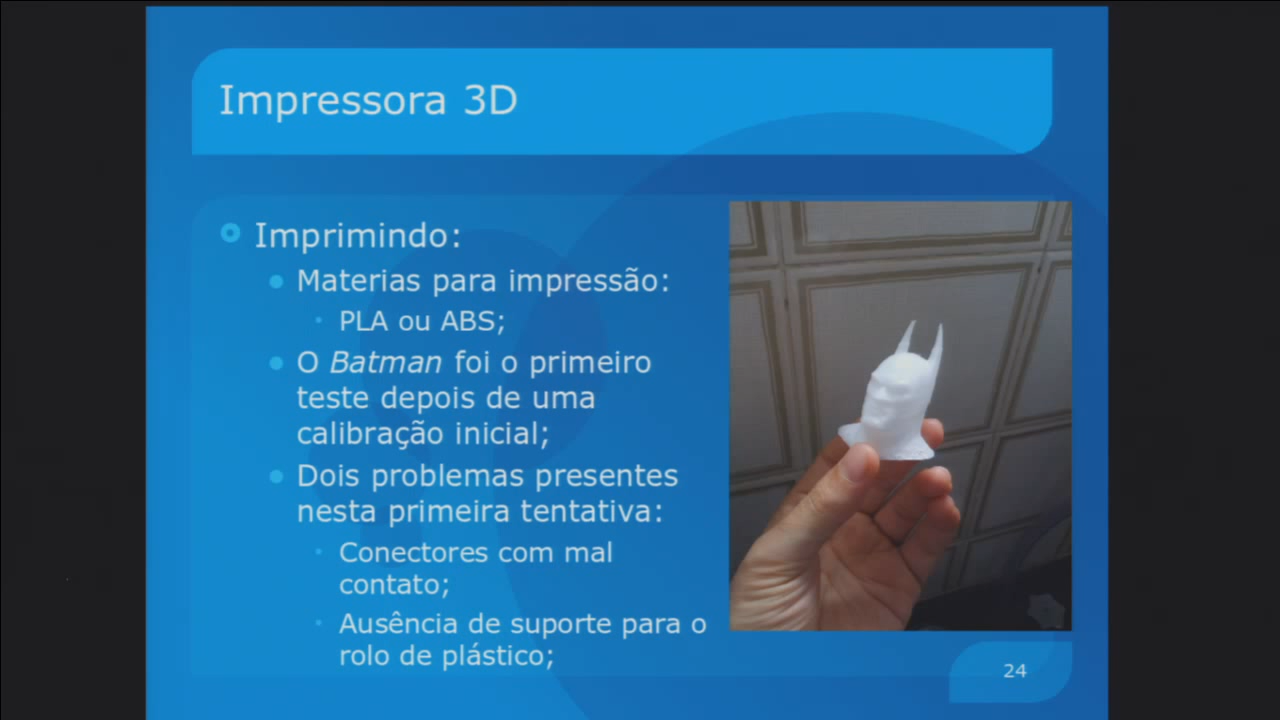 Impressora 3D
Imprimindo:
Materias para impressão:
PLA ou ABS;
O Batman foi o primeiro
teste depois de uma
calibração inicial;
Dois problemas presentes
nesta primeira tentativa:
Conectores com mal
contato;
Ausência de suporte para o
rolo de plástico;
24